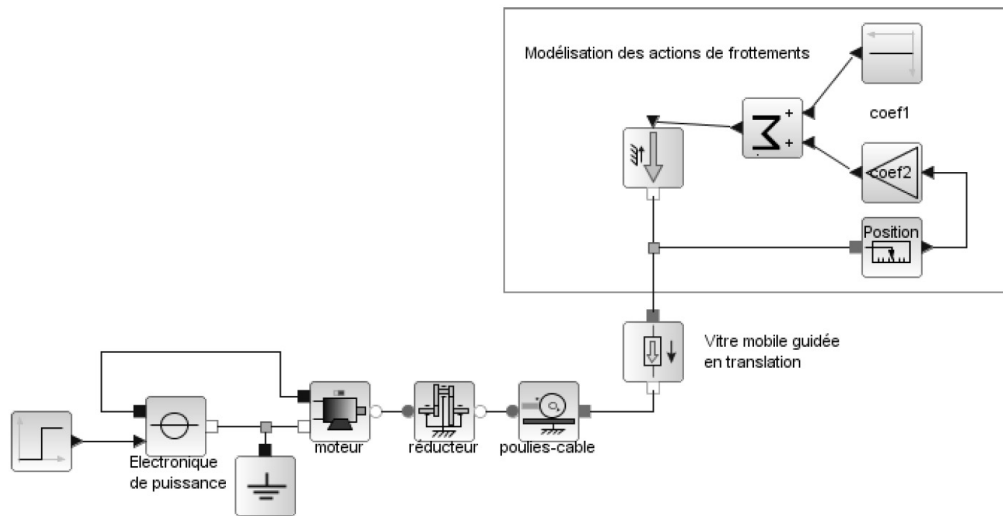 Modélisation des actions de frottements
+
Σ
+
coef1
coef2
Position
Vitre mobile guidée
en translation
Electronique
de puissance
moteur
réducteur
poulies-cable